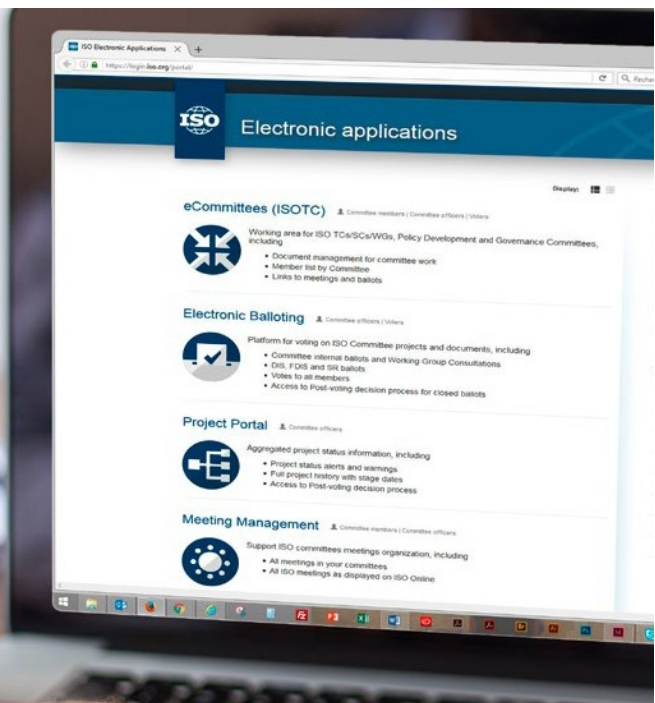 ISO Electronic Applications
https://login.iso.org/portal/
ISO
Electronic applications
Display:
eCommittees (ISOTC) Committee members | Committee officers | Voters
Working area for ISO TCs/SCs/WGs, Policy Development and Governance Committees,
including
• Document management for committee work
• Member list by Committee
• Links to meetings and ballots
Electronic Balloting Committee officers | Voters
Platform for voting on ISO Committee projects and documents, including
• Committee internal ballots and Working Group Consultations
• DIS, FDIS and SR ballots
• Votes to all members
• Access to Post-voting decision process for closed ballots
Project Portal Committee officers
Aggregated project status information, including
• Project status alerts and warnings
• Full project history with stage dates
• Access to Post-voting decision process
Meeting Management Committee members | Committee officers
Support ISO committees meetings organization, including
• All meetings in your committees
• All ISO meetings as displayed on ISO Online